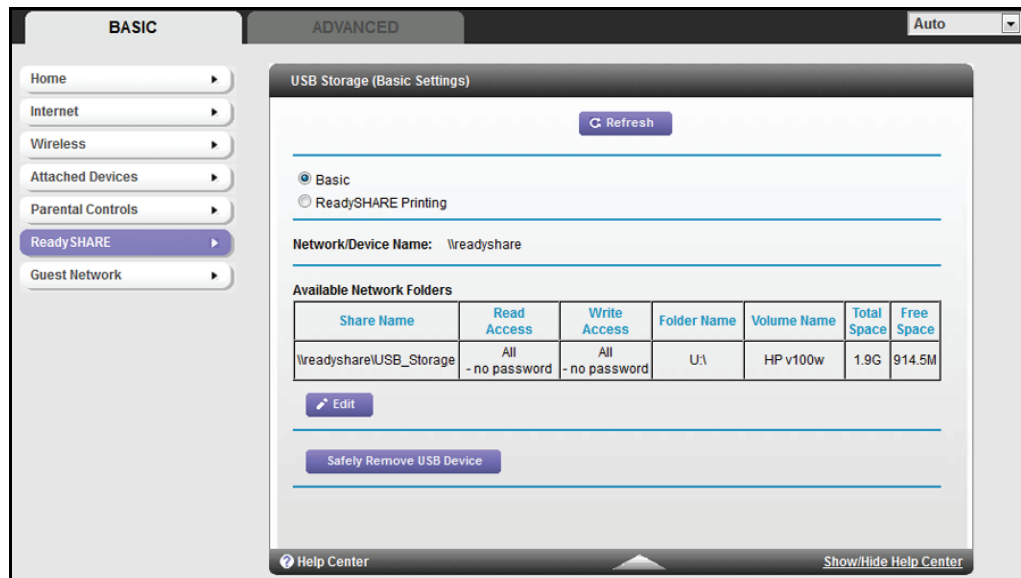 BASIC
ADVANCED
Auto
Home
Internet
Wireless
Attached Devices
Parental Controls
ReadySHARE
Guest Network
USB Storage (Basic Settings)
Refresh
Basic
ReadySHARE Printing
Network/Device Name: \\readyshare
Available Network Folders
Share Name Read Access Write Access Folder Name Volume Name Total Space Free Space
\\readyshare\USB_Storage All - no password All - no password U:\ HP v100w 1.9G 914.5M
Edit
Safely Remove USB Device
Help Center
Show/Hide Help Center